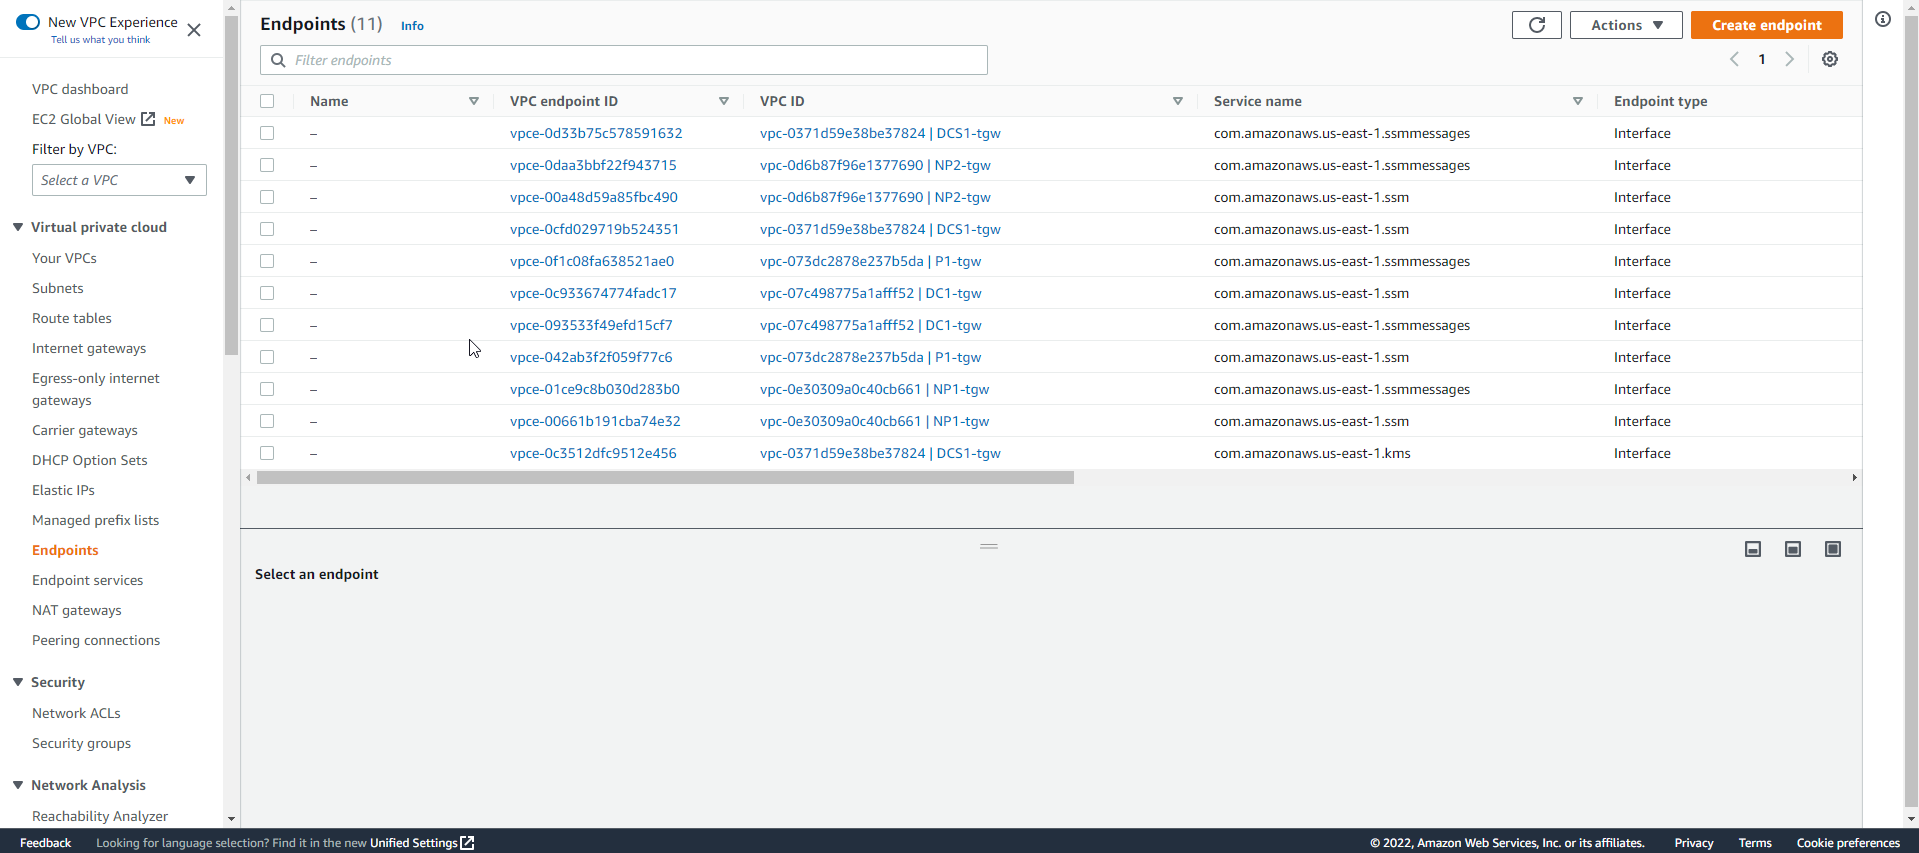 New VPC Experience
Tell us what you think
VPC dashboard
EC2 Global View New
Filter by VPC:
Select a VPC
Virtual private cloud
Your VPCs
Subnets
Route tables
Internet gateways
Egress-only internet
gateways
Carrier gateways
DHCP Option Sets
Elastic IPs
Managed prefix lists
Endpoints
Endpoint services
NAT gateways
Peering connections
Security
Network ACLs
Security groups
Network Analysis
Reachability Analyzer
Endpoints (11) Info
Actions
Create endpoint
Filter endpoints
1
Name VPC endpoint ID VPC ID Service name Endpoint type
– vpce-0d33b75c578591632 vpc-0371d59e38be37824 | DCS1-tgw com.amazonaws.us-east-1.ssmmessages Interface
– vpce-0daa3bbf22f943715 vpc-0d6b87f96e1377690 | NP2-tgw com.amazonaws.us-east-1.ssmmessages Interface
– vpce-00a48d59a85fbc490 vpc-0d6b87f96e1377690 | NP2-tgw com.amazonaws.us-east-1.ssm Interface
– vpce-0cfd029719b524351 vpc-0371d59e38be37824 | DCS1-tgw com.amazonaws.us-east-1.ssm Interface
– vpce-0f1c08fa638521ae0 vpc-073dc2878e237b5da | P1-tgw com.amazonaws.us-east-1.ssmmessages Interface
– vpce-0c933674774fadc17 vpc-07c498775a1afff52 | DC1-tgw com.amazonaws.us-east-1.ssm Interface
– vpce-093533f49efd15cf7 vpc-07c498775a1afff52 | DC1-tgw com.amazonaws.us-east-1.ssmmessages Interface
– vpce-042ab3f2f059f77c6 vpc-073dc2878e237b5da | P1-tgw com.amazonaws.us-east-1.ssm Interface
– vpce-01ce9c8b030d283b0 vpc-0e30309a0c40cb661 | NP1-tgw com.amazonaws.us-east-1.ssmmessages Interface
– vpce-00661b191cba74e32 vpc-0e30309a0c40cb661 | NP1-tgw com.amazonaws.us-east-1.ssm Interface
– vpce-0c3512dfc9512e456 vpc-0371d59e38be37824 | DCS1-tgw com.amazonaws.us-east-1.kms Interface
Select an endpoint
Feedback Looking for language selection? Find it in the new Unified Settings © 2022, Amazon Web Services, Inc. or its affiliates. Privacy Terms Cookie preferences